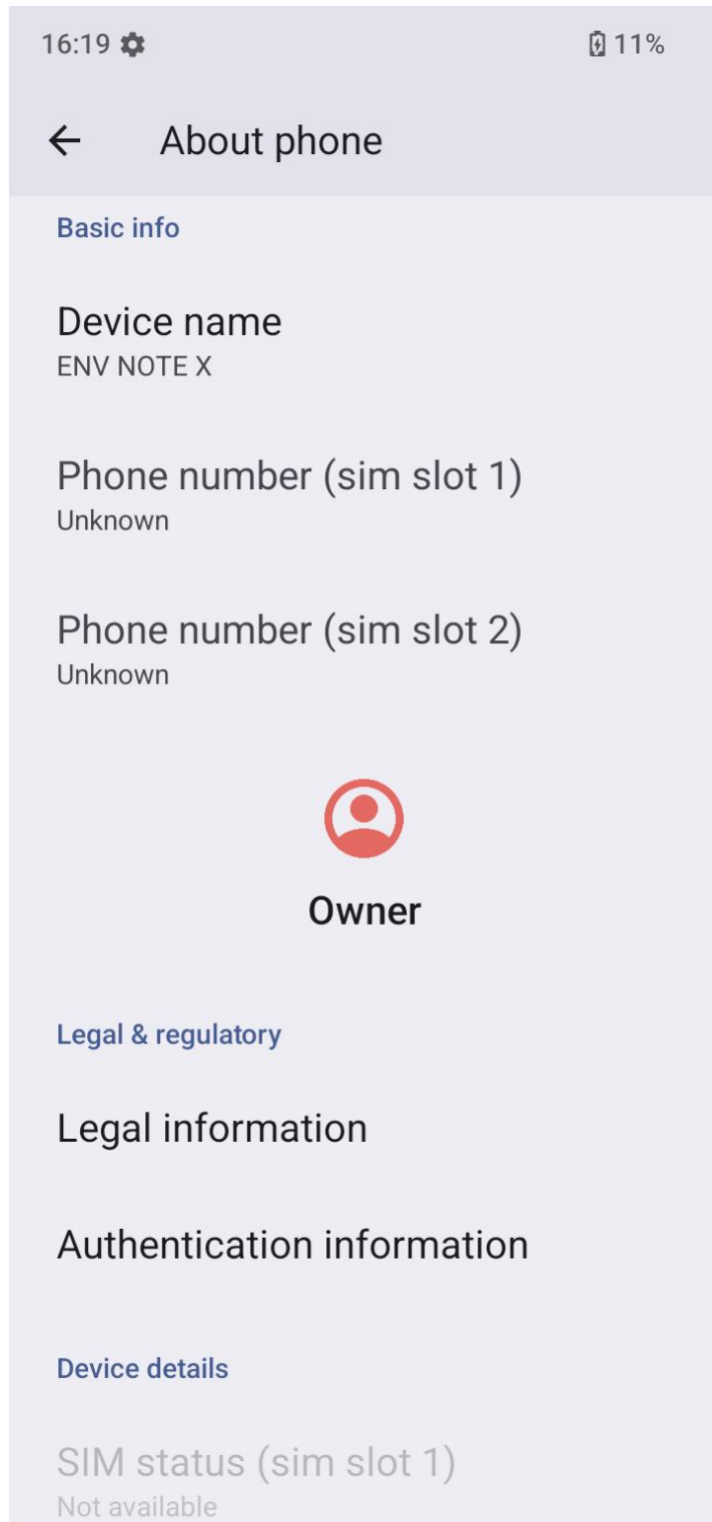 16:19 11%
About phone
Basic info
Device name
ENV NOTE X
Phone number (sim slot 1)
Unknown
Phone number (sim slot 2)
Unknown
Owner
Legal & regulatory
Legal information
Authentication information
Device details
SIM status (sim slot 1)
Not available